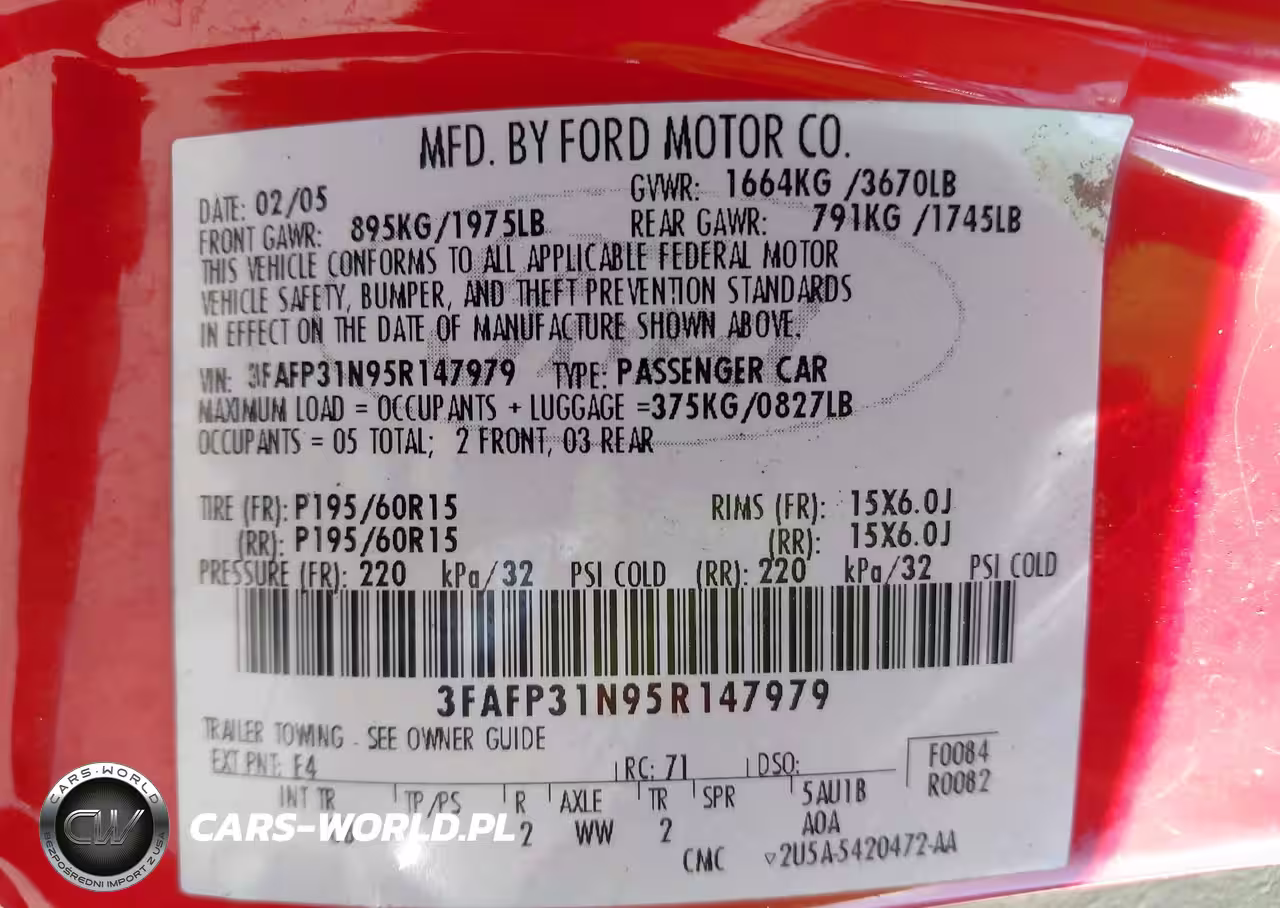 MFD. BY FORD MOTOR CO.
DATE: 02/05 GVWR: 1664KG /3670LB
FRONT GAWR: 895KG/1975LB REAR GAWR: 791KG /1745LB
THIS VEHICLE CONFORMS TO ALL APPLICABLE FEDERAL MOTOR
VEHICLE SAFETY, BUMPER, AND THEFT PREVENTION STANDARDS
IN EFFECT ON THE DATE OF MANUFACTURE SHOWN ABOVE.
VIN: 3FAFP31N95R147979 TYPE: PASSENGER CAR
MAXIMUM LOAD = OCCUPANTS + LUGGAGE =375KG/0827LB
OCCUPANTS = 05 TOTAL; 2 FRONT, 03 REAR
TIRE (FR): P195/60R15 RIMS (FR): 15X6.0J
(RR): P195/60R15 (RR): 15X6.0J
PRESSURE (FR): 220 kPa/32 PSI COLD (RR): 220 kPa/32 PSI COLD
3FAFP31N95R147979
TRAILER TOWING - SEE OWNER GUIDE
EXT PNT: F4 RC: 71 DSO: F0084
R0082
INT TR TP/PS R AXLE TR SPR 5AU1B
2 WW 2 A0A
CMC 2U5A-5420472-AA
CARS-WORLD
CW
BEZPOŚREDNI IMPORT Z USA
CARS-WORLD.PL